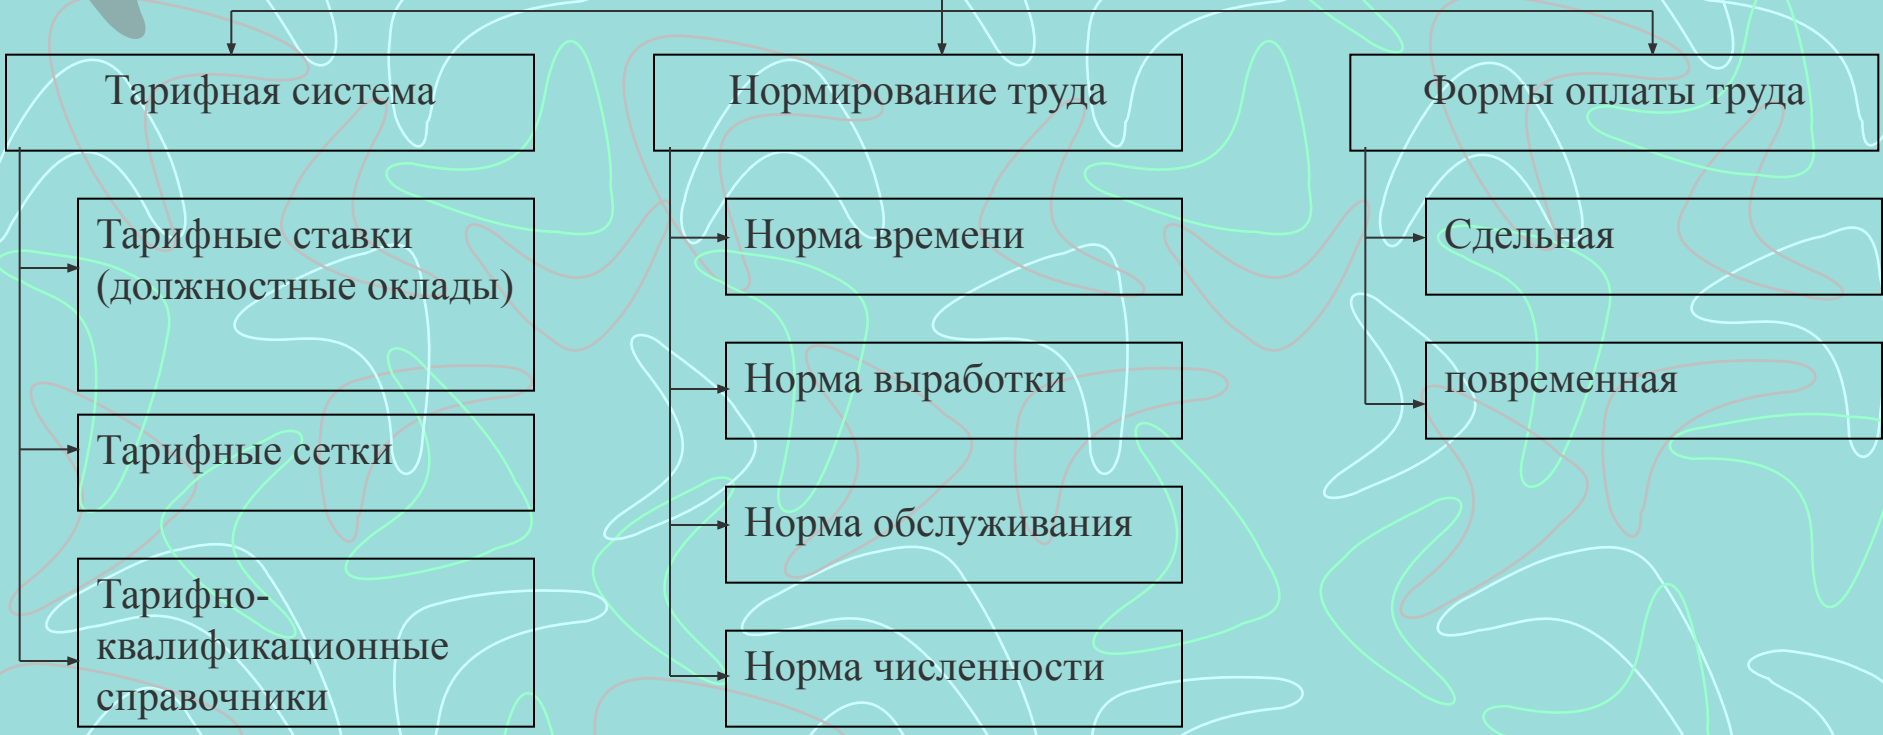 Тарифная система
Тарифные ставки
(должностные оклады)
Тарифные сетки
Тарифно-
квалификационные
справочники
Нормирование труда
Норма времени
Норма выработки
Норма обслуживания
Норма численности
Формы оплаты труда
Сдельная
повременная